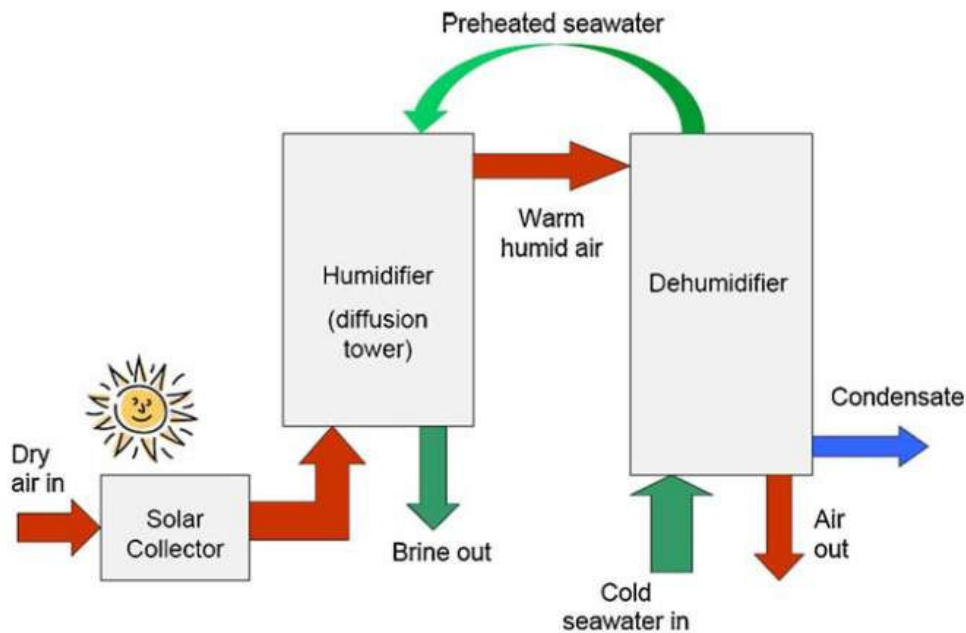 Preheated seawater
Warm
humid air
Humidifier
(diffusion
tower)
Dehumidifier
Condensate
Dry
air in
Solar
Collector
Brine out
Air
out
Cold
seawater in